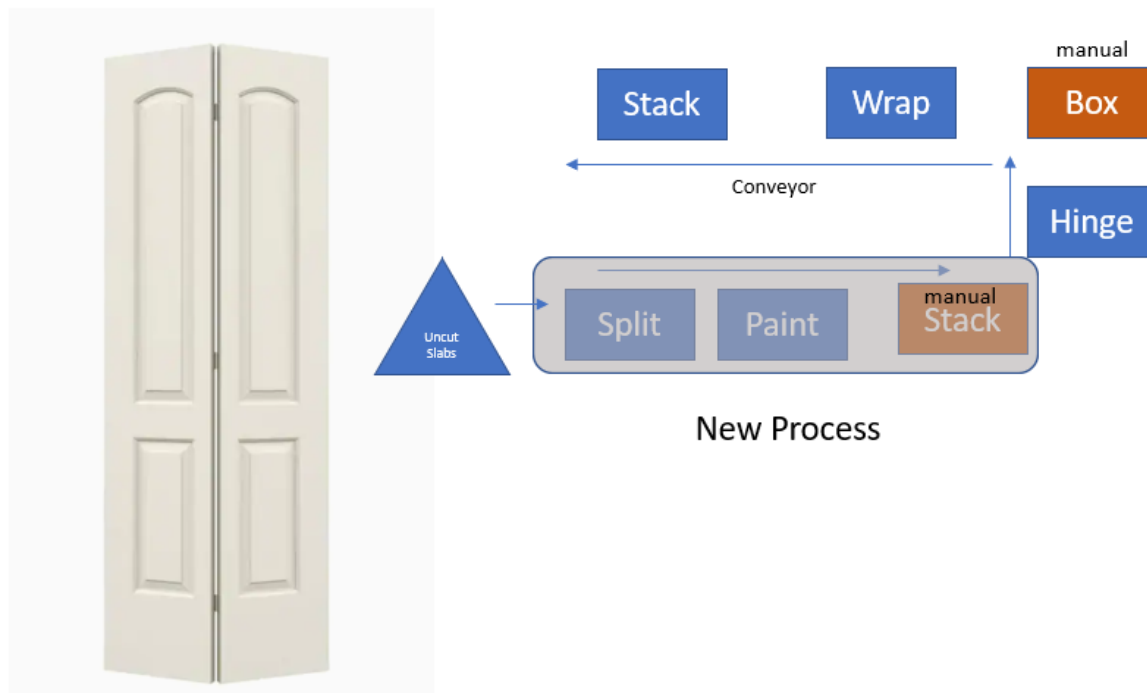 manual
Stack
Wrap
Box
Conveyor
Hinge
Uncut
Slabs
Split
Paint
manual
Stack
New Process